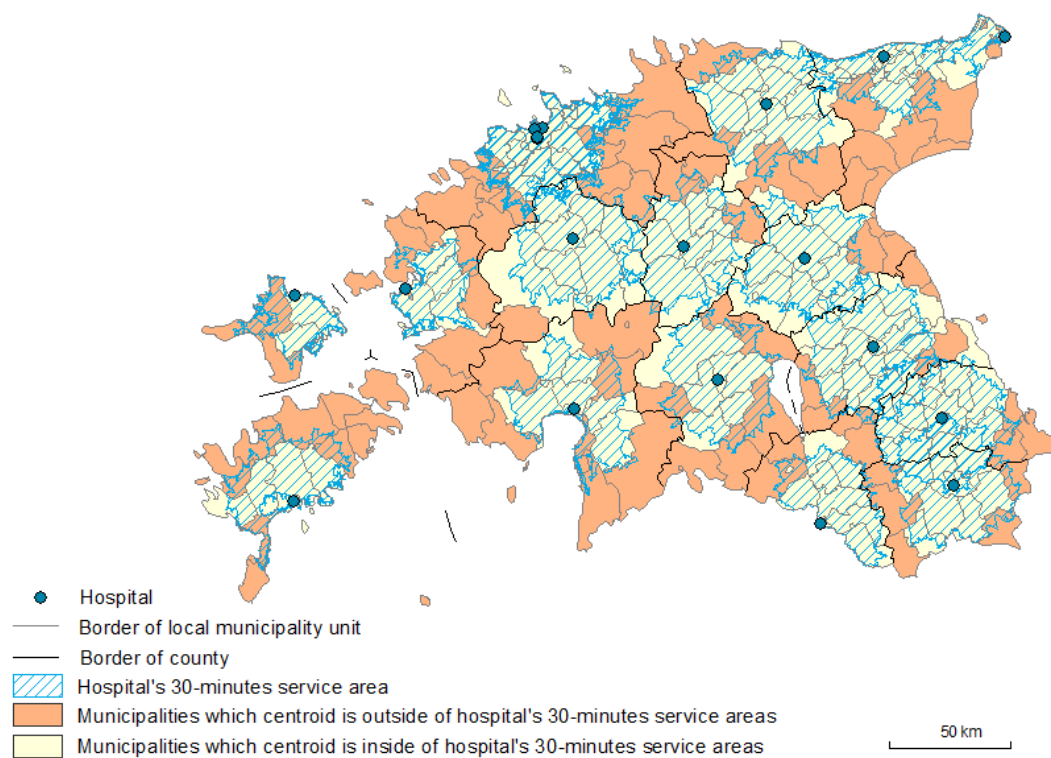 Hospital
Border of local municipality unit
Border of county
Hospital's 30-minutes service area
Municipalities which centroid is outside of hospital's 30-minutes service areas
Municipalities which centroid is inside of hospital's 30-minutes service areas
50 km